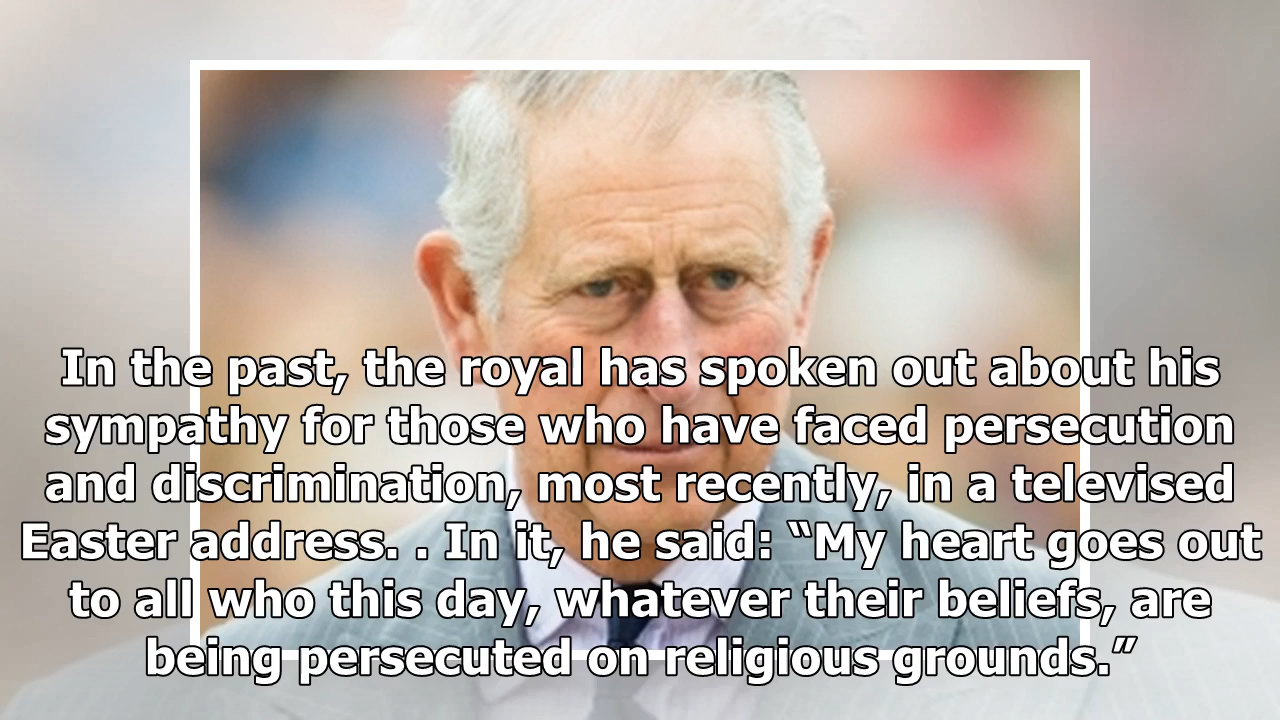 In the past, the royal has spoken out about his
sympathy for those who have faced persecution
and discrimination, most recently, in a televised
Easter address. . In it, he said: “My heart goes out
to all who this day, whatever their beliefs, are
being persecuted on religious grounds.”